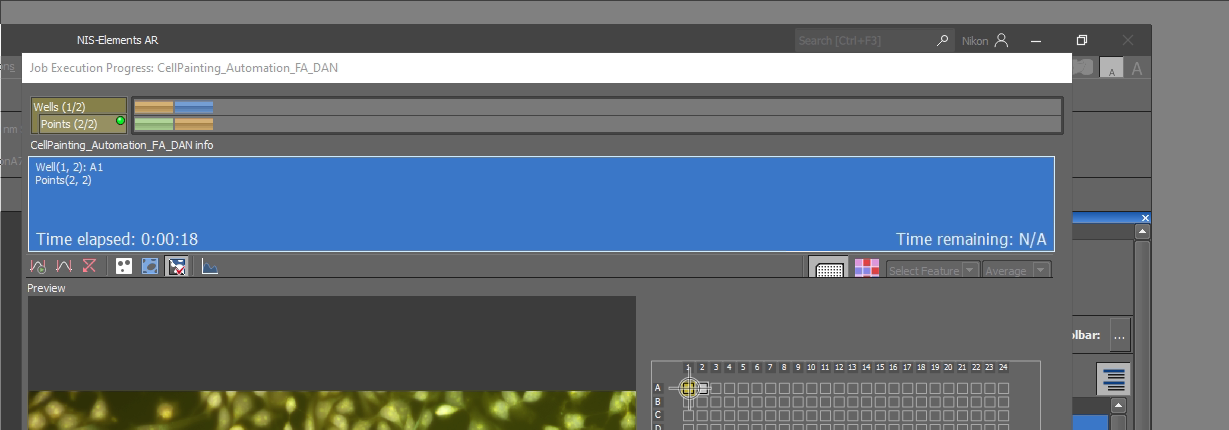 NIS-Elements AR
Search [Ctrl+F3]
Nikon
Job Execution Progress: CellPainting_Automation_FA_DAN
A A
Wells (1/2)
Points (2/2)
nm
CellPainting_Automation_FA_DAN info
onA7
Well(1, 2): A1
Points(2, 2)
Time elapsed: 0:00:18
Time remaining: N/A
Select Feature
Average
Preview
olbar: ...
1 2 3 4 5 6 7 8 9 10 11 12 13 14 15 16 17 18 19 20 21 22 23 24
A
B
C
D